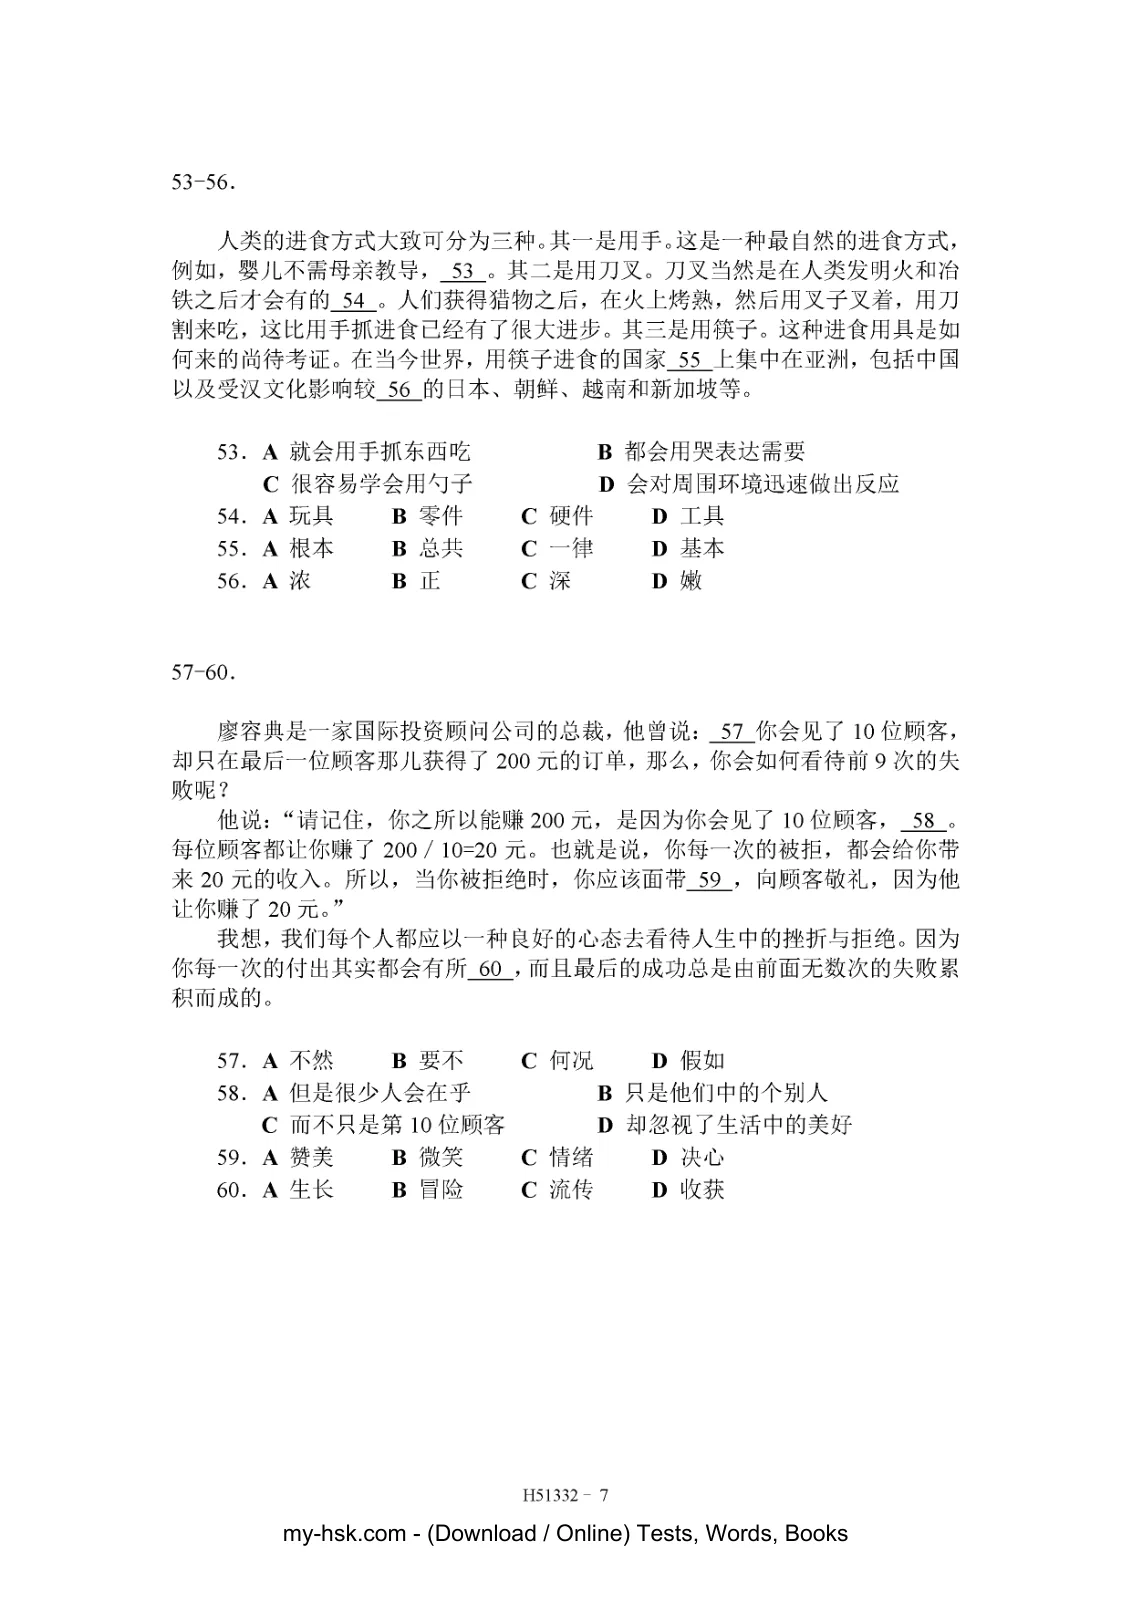 53-56.
人类的进食方式大致可分为三种。其一是用手。这是一种最自然的进食方式，
例如，婴儿不需母亲教导， 53 。其二是用刀叉。刀叉当然是在人类发明火和冶
铁之后才会有的 54 。人们获得猎物之后，在火上烤熟，然后用叉子叉着，用刀
割来吃，这比用手抓进食已经有了很大进步。其三是用筷子。这种进食用具是如
何来的尚待考证。在当今世界，用筷子进食的国家 55 上集中在亚洲，包括中国
以及受汉文化影响较 56 的日本、朝鲜、越南和新加坡等。
53. A 就会用手抓东西吃 B 都会用哭表达需要
C 很容易学会用勺子 D 会对周围环境迅速做出反应
54. A 玩具 B 零件 C 硬件 D 工具
55. A 根本 B 总共 C 一律 D 基本
56. A 浓 B 正 C 深 D 嫩
57-60.
廖容典是一家国际投资顾问公司的总裁，他曾说： 57 你会见了 10 位顾客，
却只在最后一位顾客那儿获得了 200 元的订单，那么，你会如何看待前 9 次的失
败呢？
他说：“请记住，你之所以能赚 200 元，是因为你会见了 10 位顾客， 58 。
每位顾客都让你赚了 200 / 10=20 元。也就是说，你每一次的被拒，都会给你带
来 20 元的收入。所以，当你被拒绝时，你应该面带 59 ，向顾客敬礼，因为他
让你赚了 20 元。”
我想，我们每个人都应以一种良好的心态去看待人生中的挫折与拒绝。因为
你每一次的付出其实都会有所 60 ，而且最后的成功总是由前面无数次的失败累
积而成的。
57. A 不然 B 要不 C 何况 D 假如
58. A 但是很少人会在乎 B 只是他们中的个别人
C 而不只是第 10 位顾客 D 却忽视了生活中的美好
59. A 赞美 B 微笑 C 情绪 D 决心
60. A 生长 B 冒险 C 流传 D 收获
H51332 - 7
my-hsk.com - (Download / Online) Tests, Words, Books